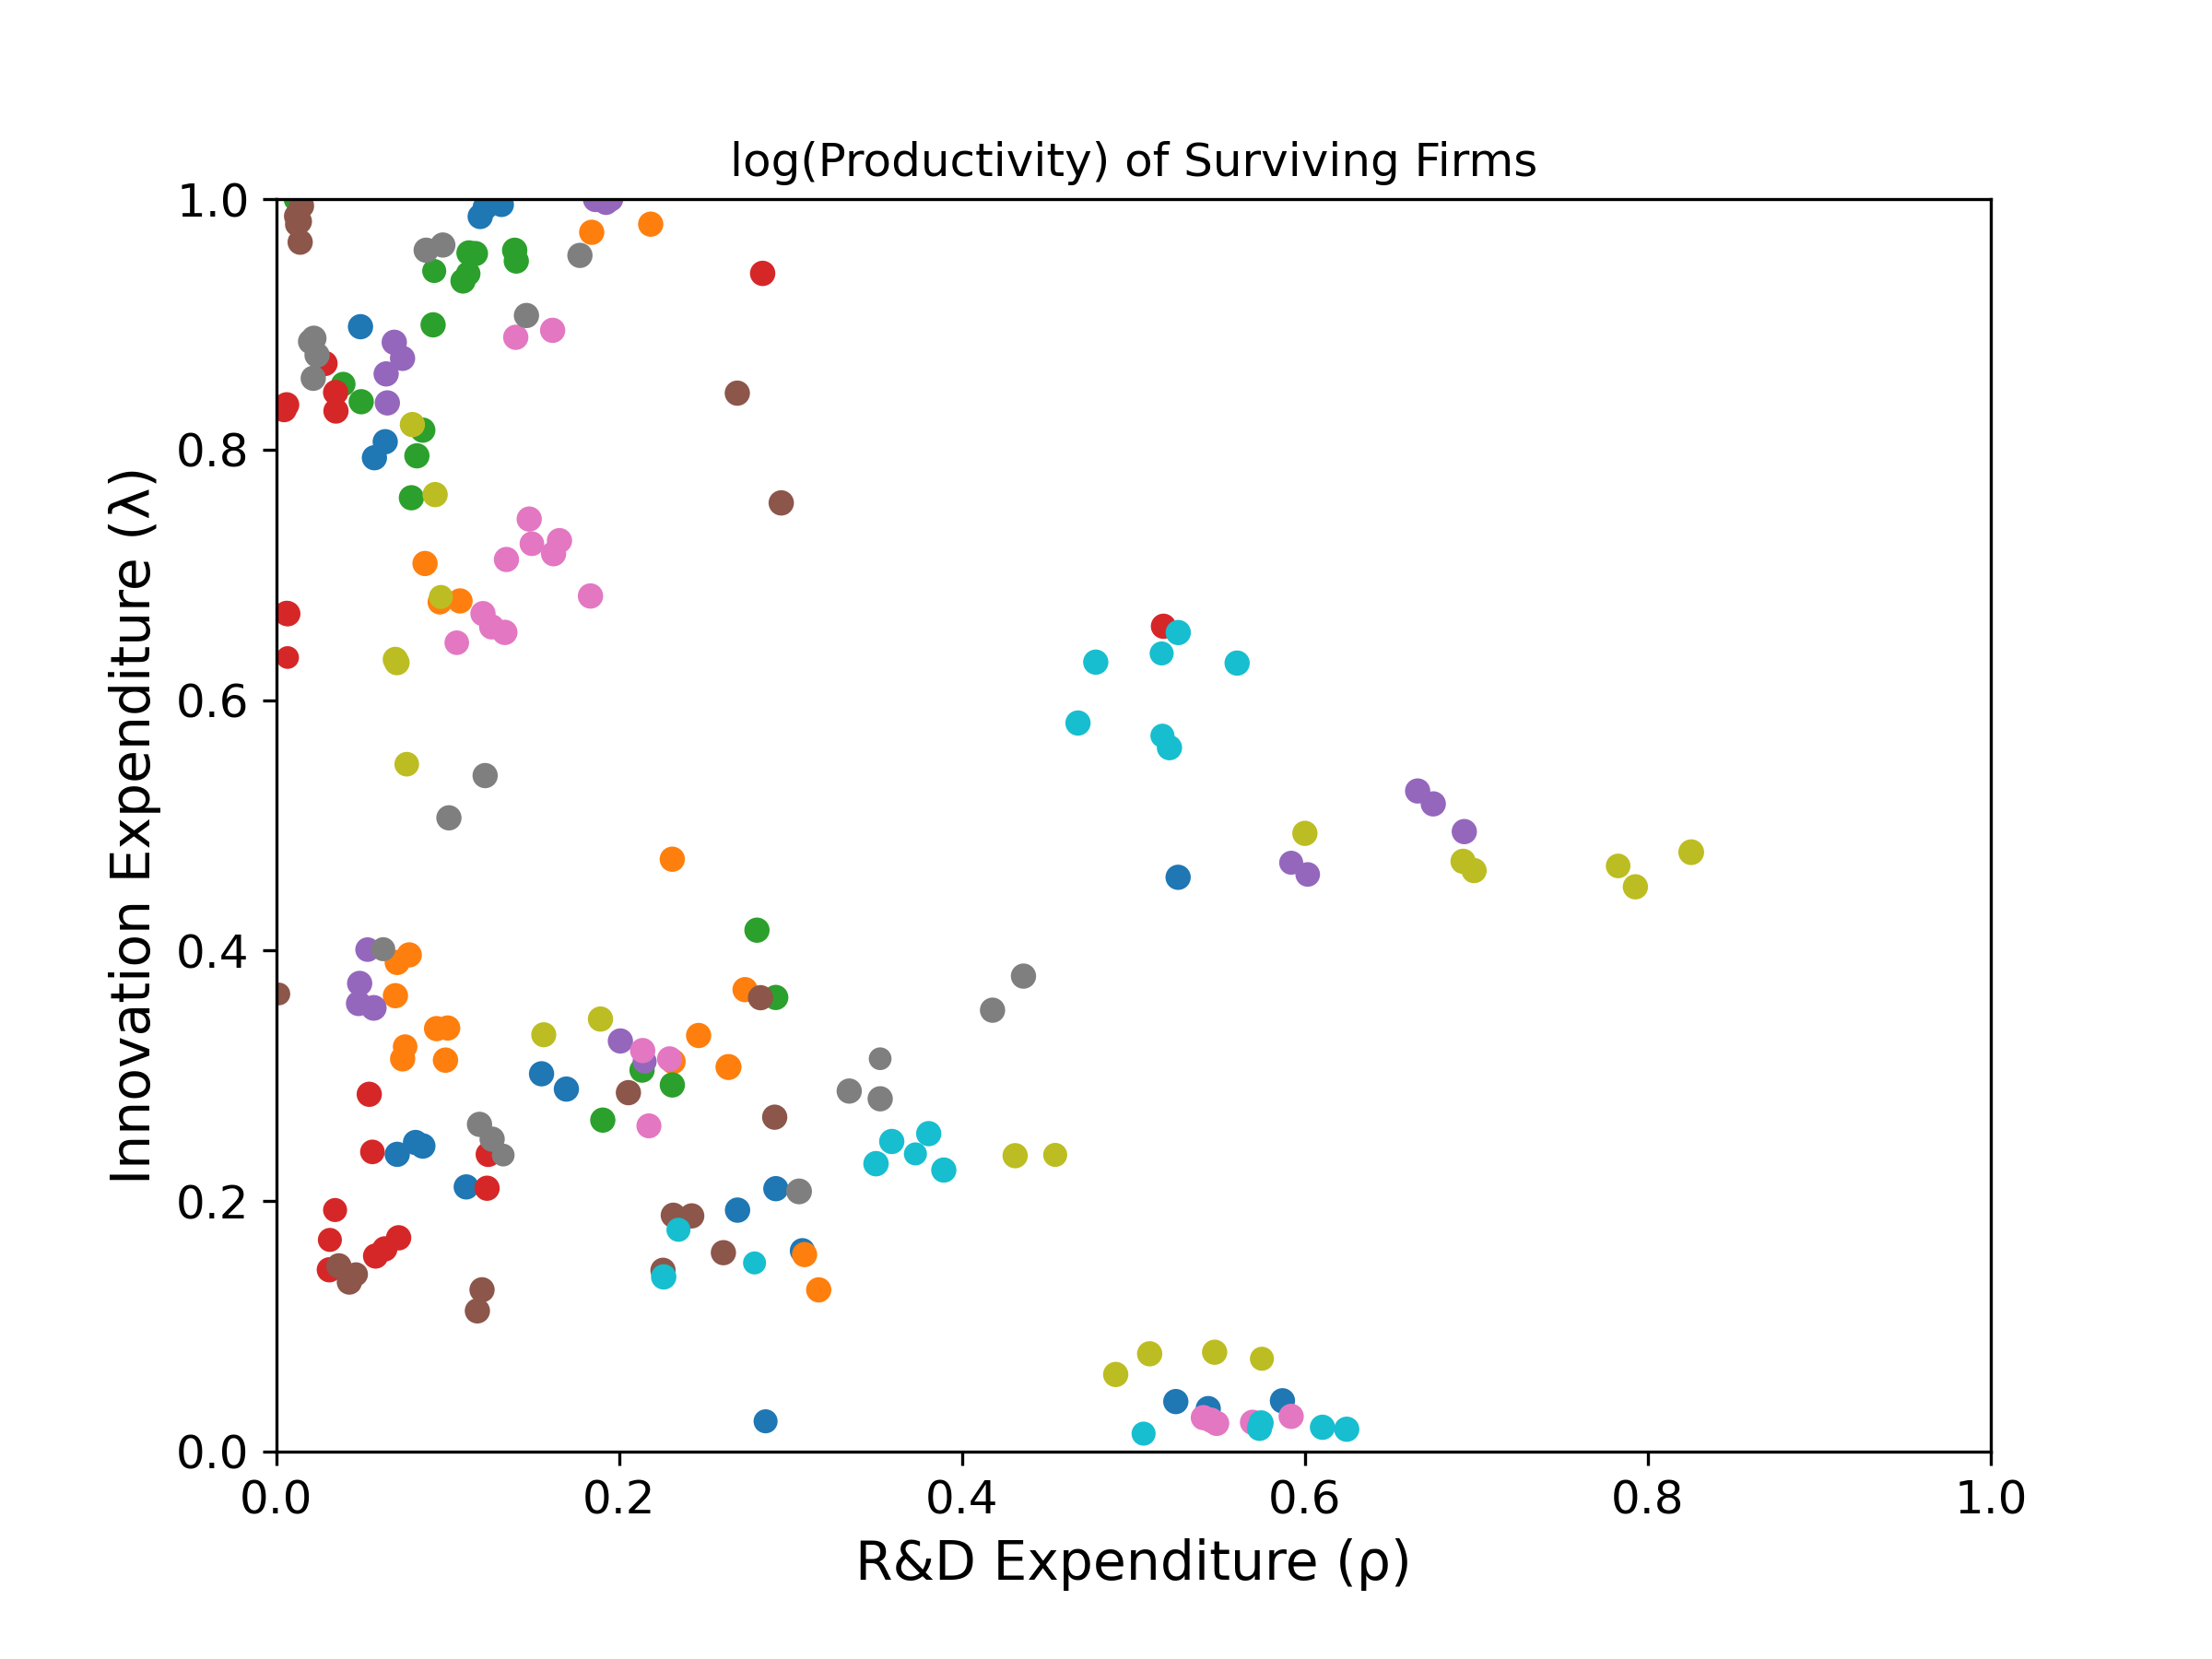 log(Productivity) of Surviving Firms
1.0
0.8
0.6
0.4
0.2
0.0
Innovation Expenditure (λ)
0.0 0.2 0.4 0.6 0.8 1.0
R&D Expenditure (ρ)